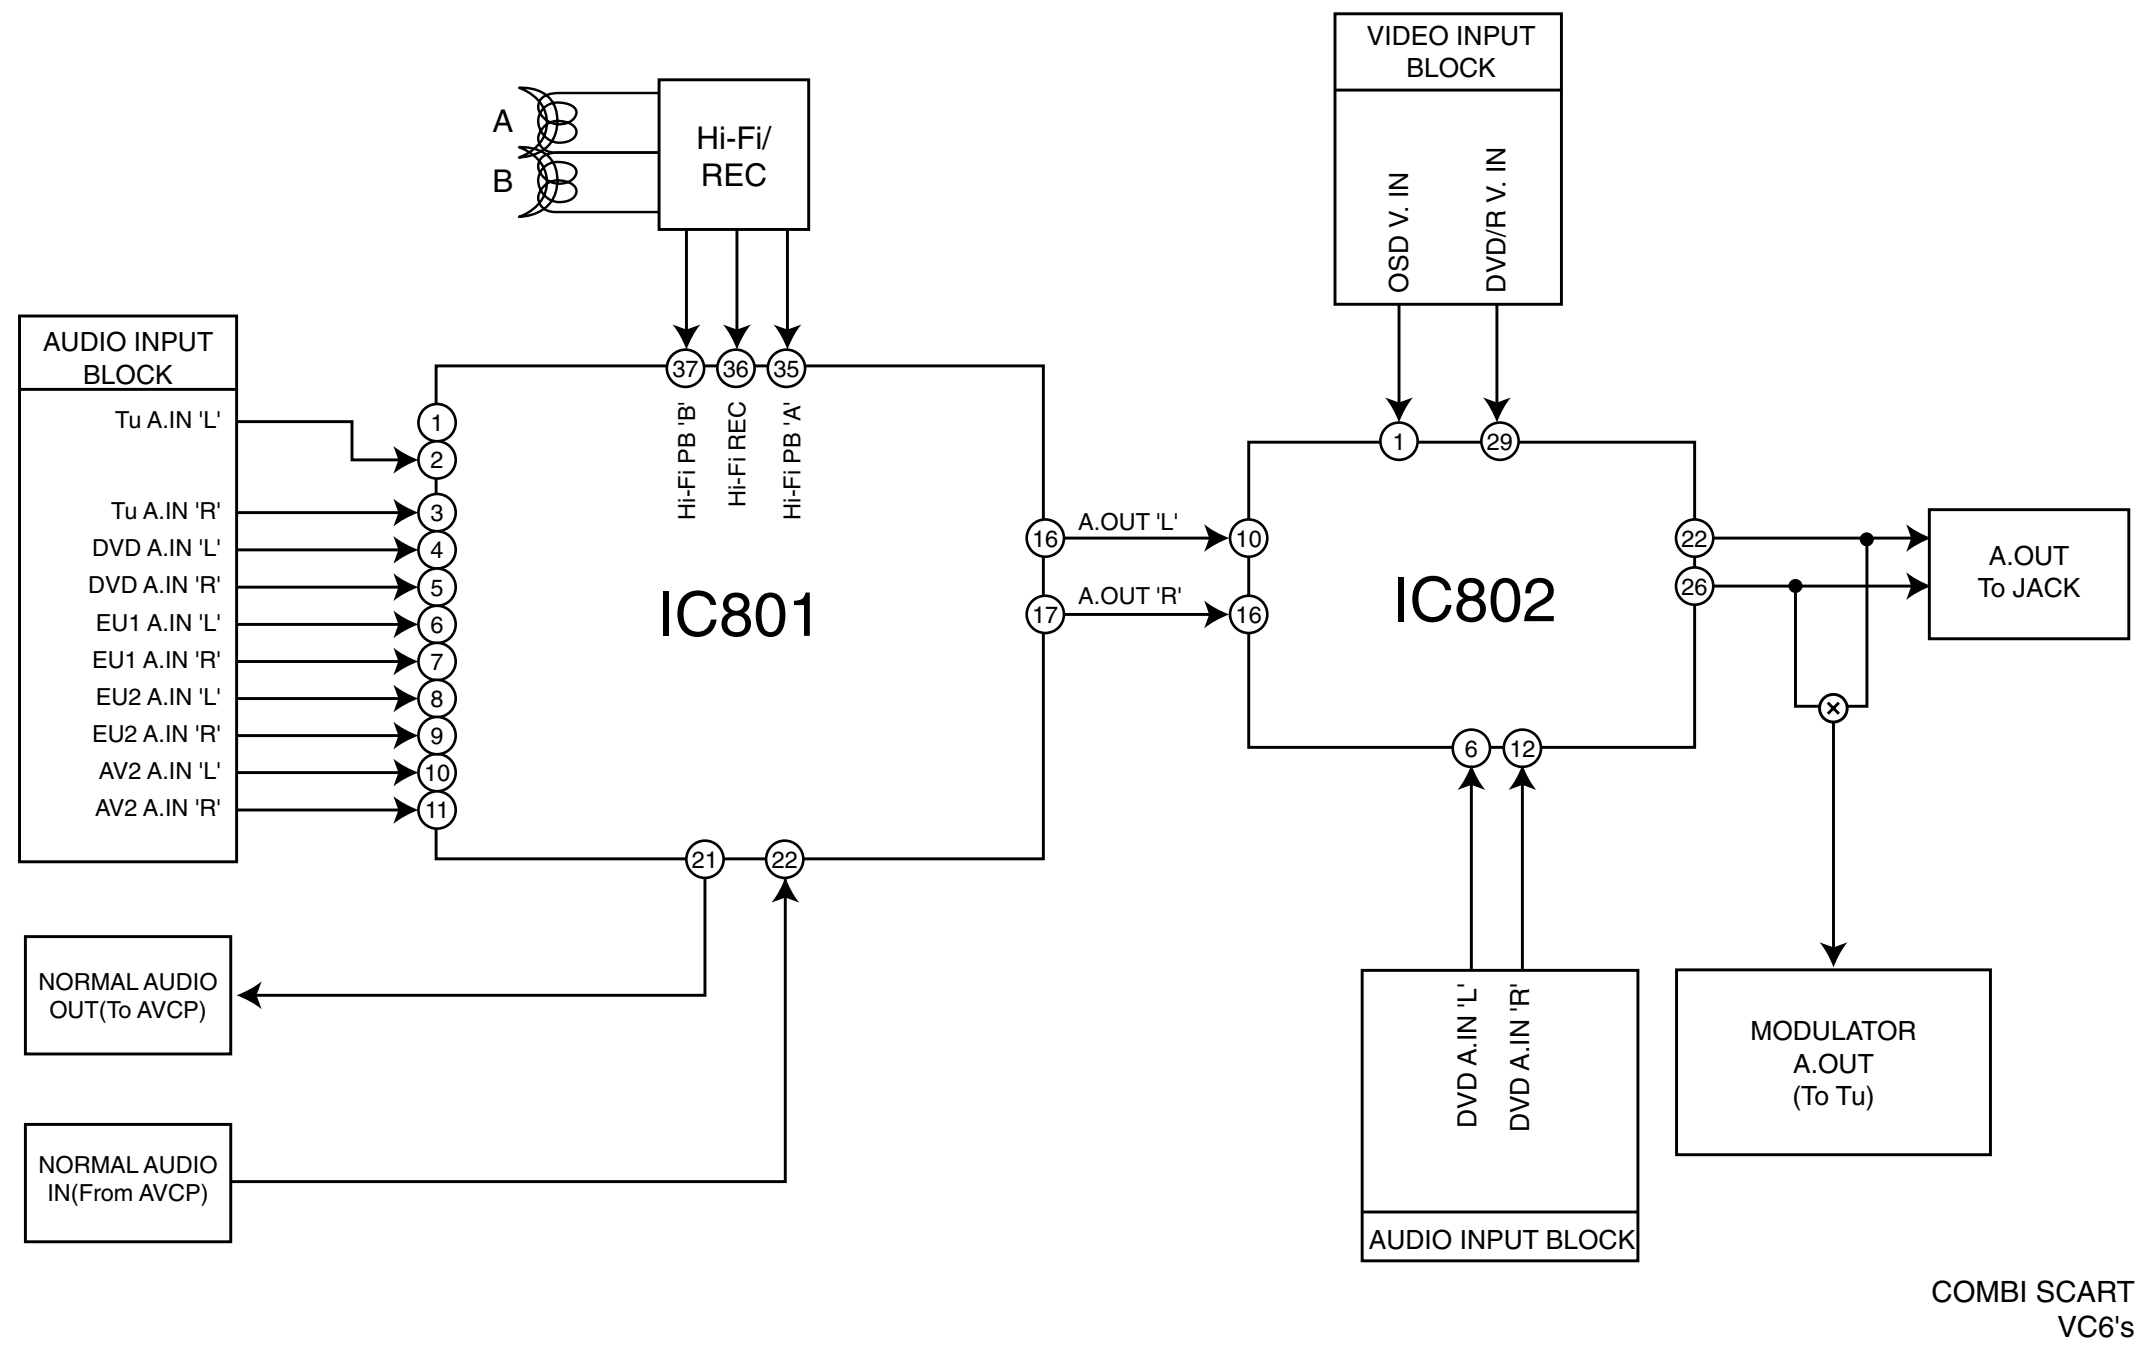 VIDEO INPUT
BLOCK
OSD V. IN
DVD/R V. IN
A
B
Hi-Fi/
REC
AUDIO INPUT
BLOCK
Tu A.IN 'L'
Tu A.IN 'R'
DVD A.IN 'L'
DVD A.IN 'R'
EU1 A.IN 'L'
EU1 A.IN 'R'
EU2 A.IN 'L'
EU2 A.IN 'R'
AV2 A.IN 'L'
AV2 A.IN 'R'
37
36
35
Hi-Fi PB 'B'
Hi-Fi REC
Hi-Fi PB 'A'
1
2
3
4
5
6
7
8
9
10
11
IC801
16
17
21
22
A.OUT 'L'
A.OUT 'R'
1
29
10
16
IC802
22
26
6
12
A.OUT
To JACK
NORMAL AUDIO
OUT(To AVCP)
NORMAL AUDIO
IN(From AVCP)
DVD A.IN 'L'
DVD A.IN 'R'
AUDIO INPUT BLOCK
MODULATOR
A.OUT
(To Tu)
COMBI SCART
VC6's